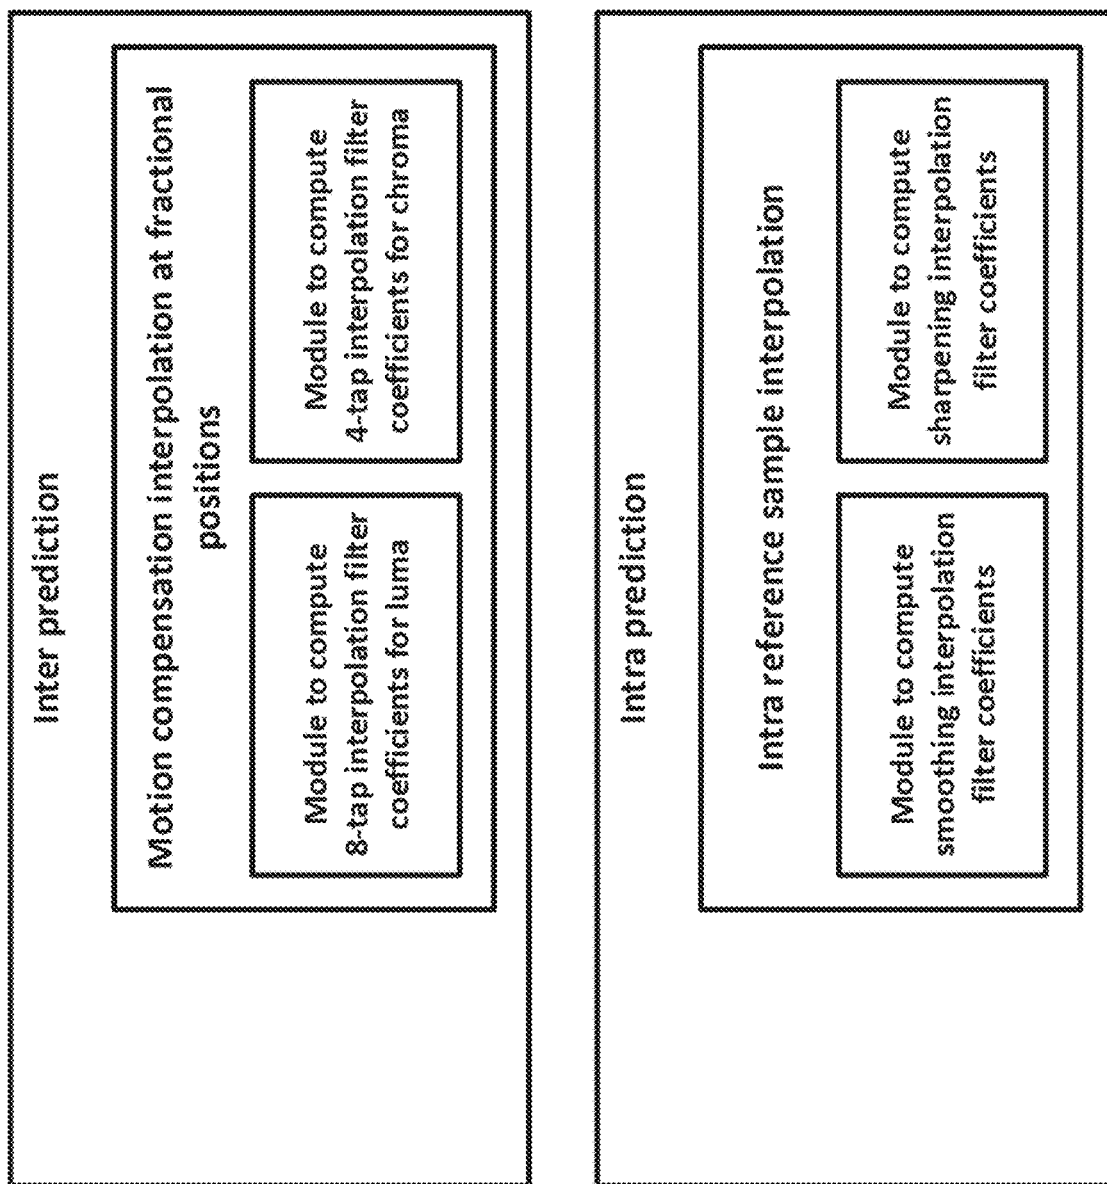 Inter prediction
Motion compensation interpolation at fractional
positions
Module to compute
8-tap interpolation filter
coefficients for luma
Module to compute
4-tap interpolation filter
coefficients for chroma
Intra prediction
Intra reference sample interpolation
Module to compute
smoothing interpolation
filter coefficients
Module to compute
sharpening interpolation
filter coefficients